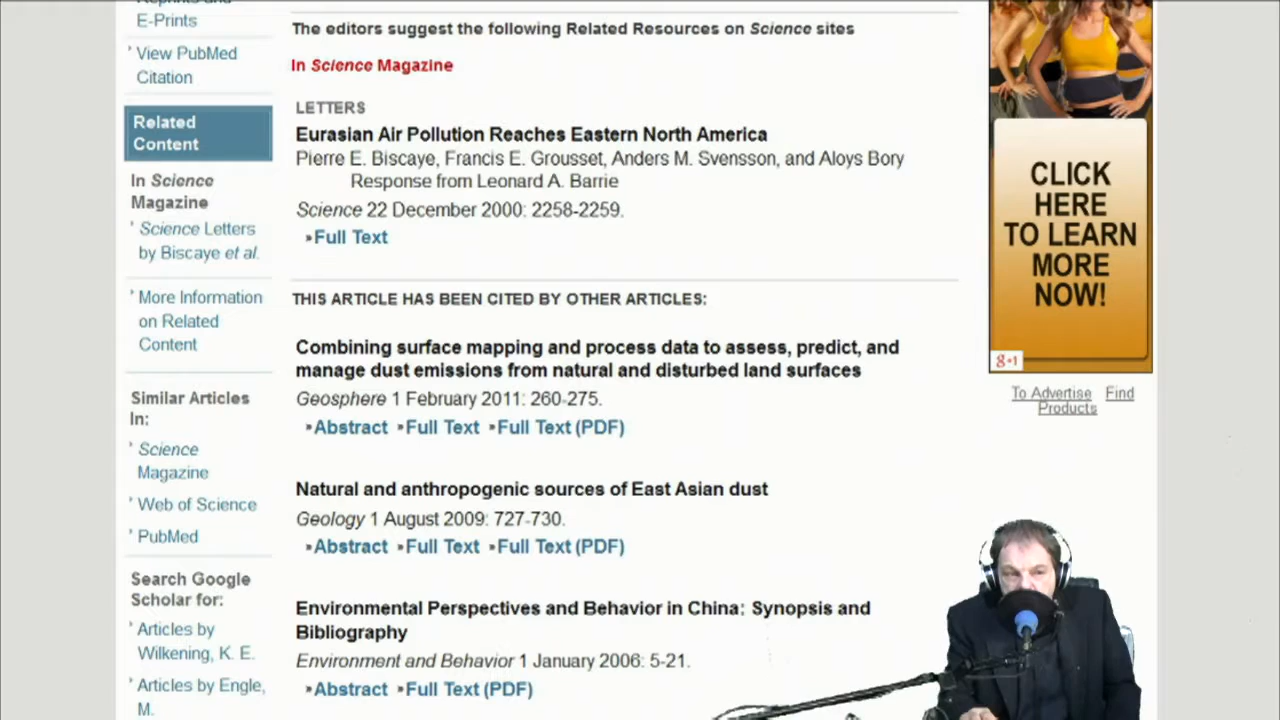 E-Prints
View PubMed
Citation
Related
Content
In Science
Magazine
Science Letters
by Biscaye et al.
More Information
on Related
Content
Similar Articles
In:
Science
Magazine
Web of Science
PubMed
Search Google
Scholar for:
Articles by
Wilkening, K. E.
Articles by Engle,
M.
The editors suggest the following Related Resources on Science sites
In Science Magazine
LETTERS
Eurasian Air Pollution Reaches Eastern North America
Pierre E. Biscaye, Francis E. Grousset, Anders M. Svensson, and Aloys Bory
Response from Leonard A. Barrie
Science 22 December 2000: 2258-2259.
»Full Text
THIS ARTICLE HAS BEEN CITED BY OTHER ARTICLES:
Combining surface mapping and process data to assess, predict, and
manage dust emissions from natural and disturbed land surfaces
Geosphere 1 February 2011: 260-275.
»Abstract »Full Text »Full Text (PDF)
Natural and anthropogenic sources of East Asian dust
Geology 1 August 2009: 727-730.
»Abstract »Full Text »Full Text (PDF)
Environmental Perspectives and Behavior in China: Synopsis and
Bibliography
Environment and Behavior 1 January 2006: 5-21.
»Abstract »Full Text (PDF)
CLICK
HERE
TO LEARN
MORE
NOW!
g+1
To Advertise Find
Products